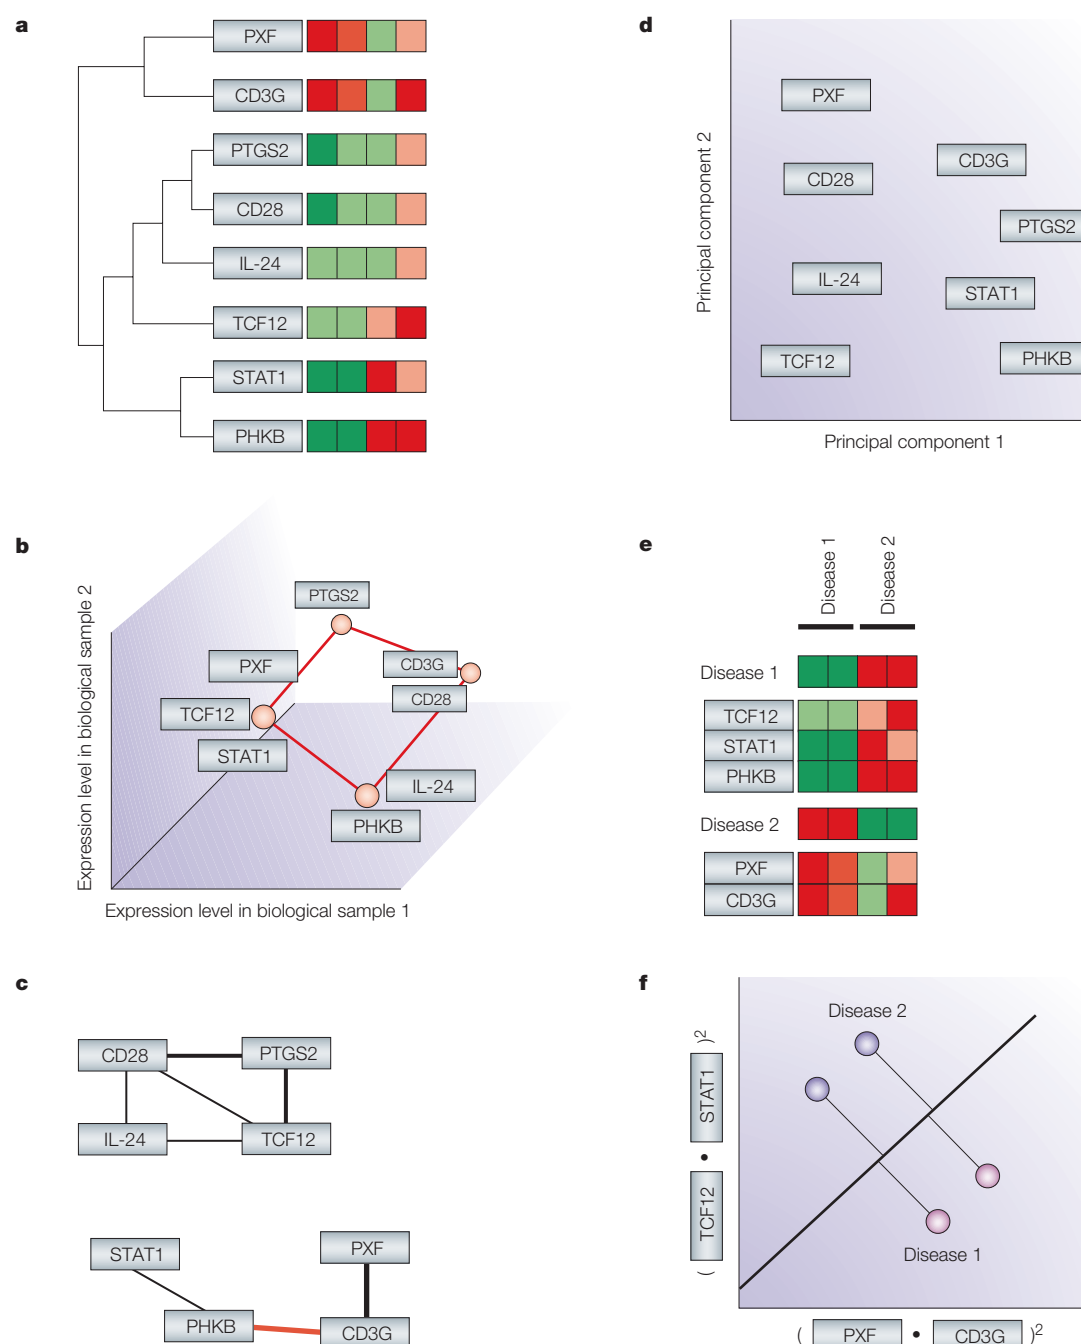 a
PXF
CD3G
PTGS2
CD28
IL-24
TCF12
STAT1
PHKB
b
Expression level in biological sample 2
PTGS2
PXF
CD3G
CD28
TCF12
STAT1
IL-24
PHKB
Expression level in biological sample 1
c
CD28
PTGS2
IL-24
TCF12
STAT1
PXF
PHKB
CD3G
d
Principal component 2
PXF
CD3G
CD28
PTGS2
IL-24
STAT1
TCF12
PHKB
Principal component 1
e
Disease 1
Disease 2
Disease 1
TCF12
STAT1
PHKB
Disease 2
PXF
CD3G
f
( TCF12 • STAT1 )²
Disease 2
Disease 1
( PXF • CD3G )²